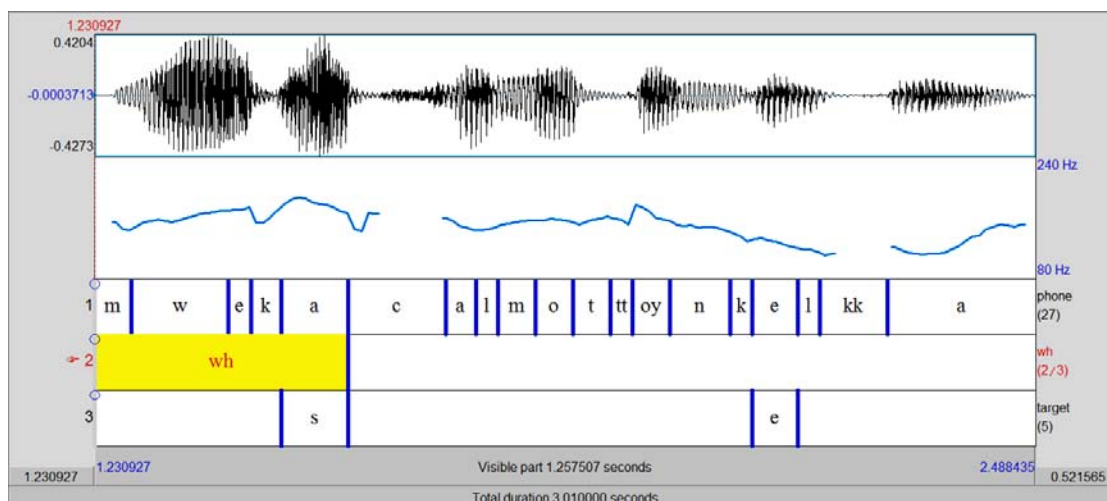 1.230927
0.4204
-0.0003713
-0.4273
240 Hz
80 Hz
1 m w e k a c a l m o t tt oy n k e l kk a phone
(27)
2 wh wh
(2/3)
3 s e target
(5)
1.230927 1.230927 Visible part 1.257507 seconds 2.488435 0.521565
Total duration 3.010000 seconds